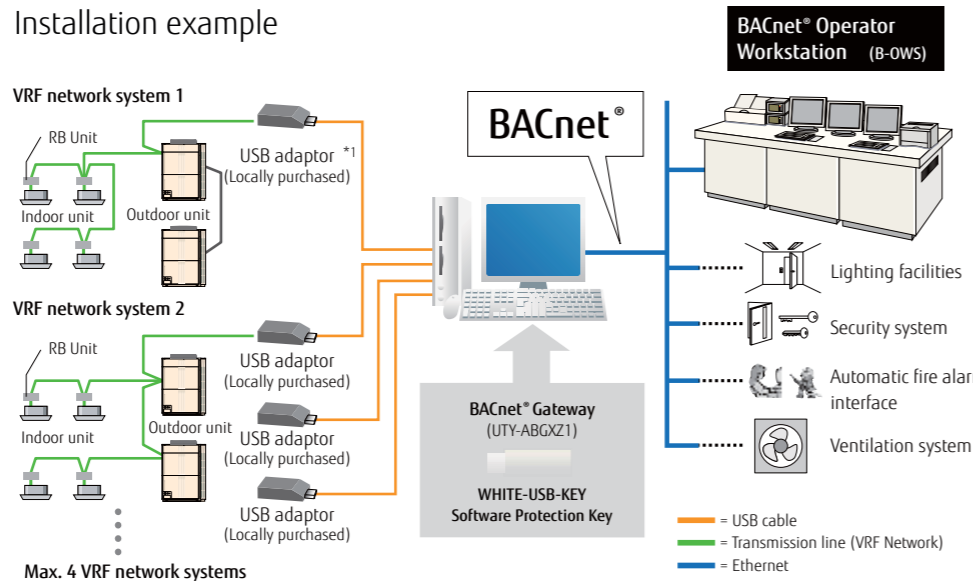 Installation example
BACnet® Operator
Workstation (B-OWS)
VRF network system 1
RB Unit
USB adaptor *1
(Locally purchased)
Indoor unit
Outdoor unit
BACnet®
Lighting facilities
VRF network system 2
RB Unit
USB adaptor
(Locally purchased)
Security system
Indoor unit
Outdoor unit
USB adaptor
(Locally purchased)
BACnet® Gateway
(UTY-ABGXZ1)
Automatic fire alar
interface
Ventilation system
USB adaptor
(Locally purchased)
WHITE-USB-KEY
Software Protection Key
= USB cable
= Transmission line (VRF Network)
= Ethernet
Max. 4 VRF network systems